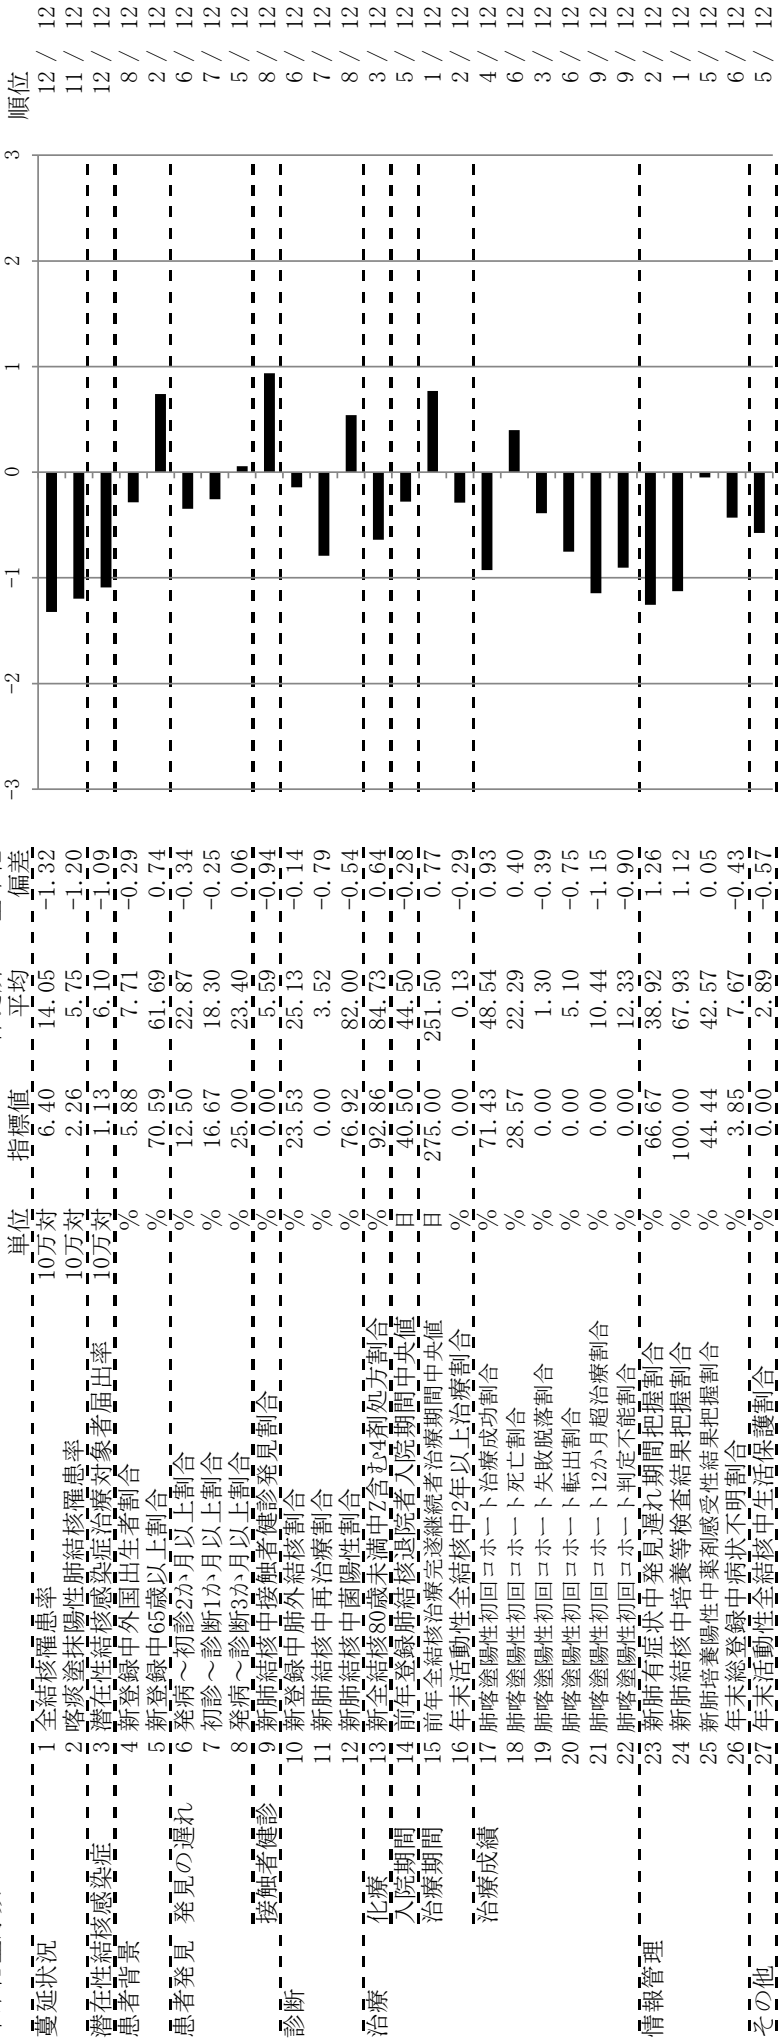 単位 指標値 平均 偏差 -3 -2 -1 0 1 2 3 順位
蔓延状況 1 全結核罹患率 10万対 6.40 14.05 -1.32 12 / 12
2 喀痰塗抹陽性肺結核罹患率 10万対 2.26 5.75 -1.20 11 / 12
潜在性結核感染症 3 潜在性結核感染症治療対象者届出率 10万対 1.13 6.10 -1.09 12 / 12
患者背景 4 新登録中外国出生者割合 % 5.88 7.71 -0.29 8 / 12
5 新登録中65歳以上割合 % 70.59 61.69 0.74 2 / 12
患者発見 発見の遅れ 6 発病～初診2か月以上割合 % 12.50 22.87 -0.34 6 / 12
7 初診～診断1か月以上割合 % 16.67 18.30 -0.25 7 / 12
8 発病～診断3か月以上割合 % 25.00 23.40 0.06 5 / 12
接触者健診 9 新肺結核中接触者健診発見割合 % 0.00 5.59 -0.94 8 / 12
診断 10 新登録中肺外結核割合 % 23.53 25.13 -0.14 6 / 12
11 新肺結核中再治療割合 % 0.00 3.52 -0.79 7 / 12
12 新肺結核中菌陽性割合 % 76.92 82.00 -0.54 8 / 12
治療 化療 13 新全結核80歳未満中Z含む4剤処方割合 % 92.86 84.73 0.64 3 / 12
入院期間 14 前年登録肺結核退院者入院期間中央値 日 40.50 44.50 -0.28 5 / 12
治療期間 15 前年全結核治療完遂継続者治療期間中央値 日 275.00 251.50 0.77 1 / 12
16 年末活動性全結核中2年以上治療割合 % 0.00 0.13 -0.29 2 / 12
治療成績 17 肺喀塗陽性初回コホート治療成功割合 % 71.43 48.54 0.93 4 / 12
18 肺喀塗陽性初回コホート死亡割合 % 28.57 22.29 0.40 6 / 12
19 肺喀塗陽性初回コホート失敗脱落割合 % 0.00 1.30 -0.39 3 / 12
20 肺喀塗陽性初回コホート転出割合 % 0.00 5.10 -0.75 6 / 12
21 肺喀塗陽性初回コホート12か月超治療割合 % 0.00 10.44 -1.15 9 / 12
22 肺喀塗陽性初回コホート判定不能割合 % 0.00 12.33 -0.90 9 / 12
情報管理 23 新肺有症状中発見遅れ期間把握割合 % 66.67 38.92 1.26 2 / 12
24 新肺結核中培養等検査結果把握割合 % 100.00 67.93 1.12 1 / 12
25 新肺培養陽性中薬剤感受性結果把握割合 % 44.44 42.57 0.05 5 / 12
26 年末総登録中病状不明割合 % 3.85 7.67 -0.43 6 / 12
その他 27 年末活動性全結核中生活保護割合 % 0.00 2.89 -0.57 5 / 12